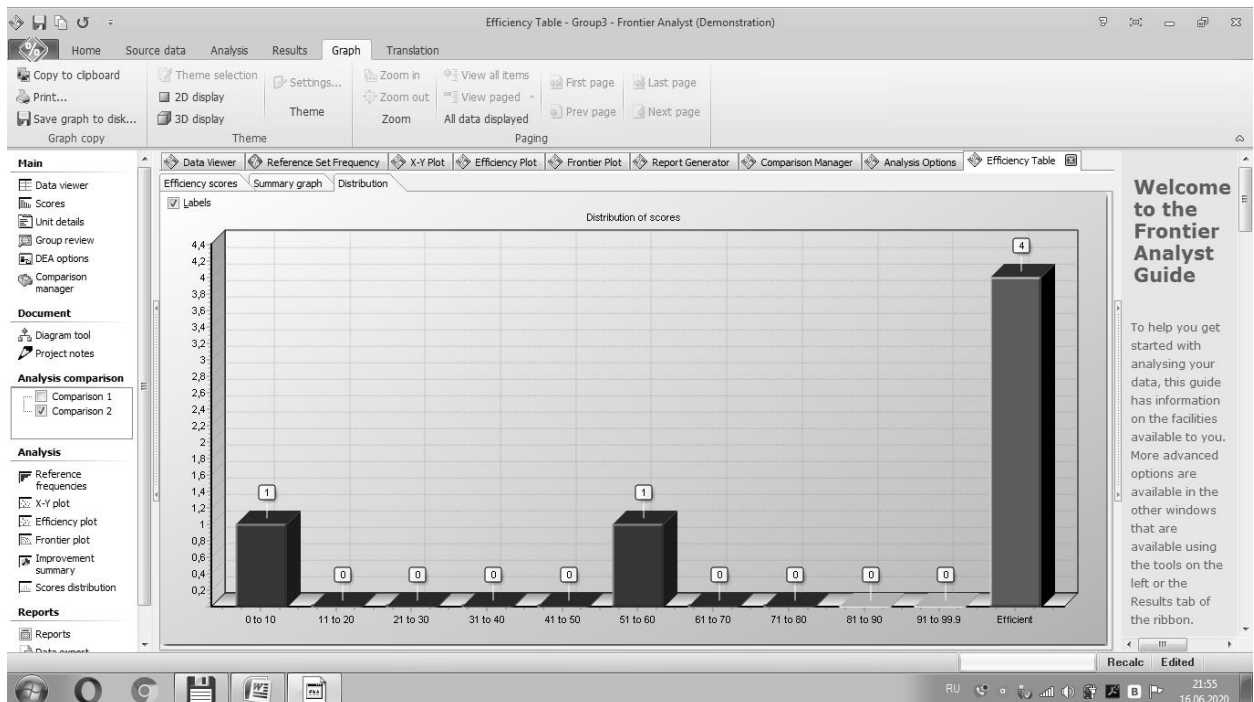 Efficiency Table - Group3 - Frontier Analyst (Demonstration)
Home Source data Analysis Results Graph Translation
Copy to clipboard
Print...
Save graph to disk...
Graph copy
Theme selection
2D display
3D display
Settings...
Theme
Theme
Zoom in
Zoom out
Zoom
View all items
View paged
All data displayed
First page
Prev page
Last page
Next page
Paging
Main
Data viewer
Scores
Unit details
Group review
DEA options
Comparison
manager
Document
Diagram tool
Project notes
Analysis comparison
Comparison 1
Comparison 2
Analysis
Reference
frequencies
X-Y plot
Efficiency plot
Frontier plot
Improvement
summary
Scores distribution
Reports
Reports
Data export
Data Viewer Reference Set Frequency X-Y Plot Efficiency Plot Frontier Plot Report Generator Comparison Manager Analysis Options Efficiency Table
Efficiency scores Summary graph Distribution
Labels
Distribution of scores
4,4
4,2
4
3,8
3,6
3,4
3,2
3
2,8
2,6
2,4
2,2
2
1,8
1,6
1,4
1,2
1
0,8
0,6
0,4
0,2
1 0 0 0 0 1 0 0 0 0 4
0 to 10 11 to 20 21 to 30 31 to 40 41 to 50 51 to 60 61 to 70 71 to 80 81 to 90 91 to 99.9 Efficient
Welcome
to the
Frontier
Analyst
Guide
To help you get
started with
analysing your
data, this guide
has information
on the facilities
available to you.
More advanced
options are
available in the
other windows
that are
available using
the tools on the
left or the
Results tab of
the ribbon.
Recalc Edited
RU
21:55
16.06.2020